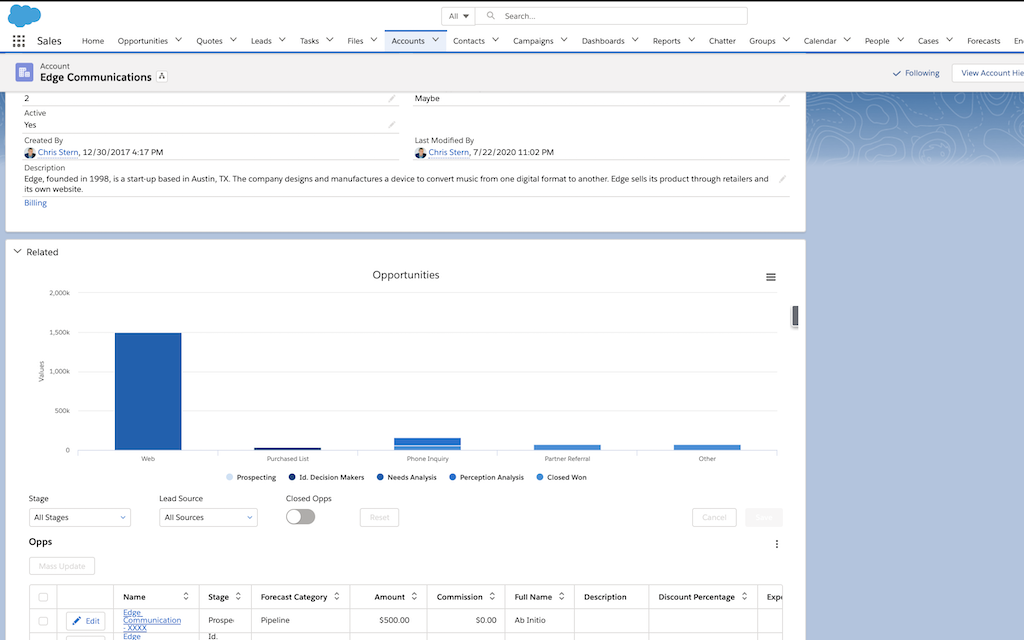 All
Search...
Sales Home Opportunities Quotes Leads Tasks Files Accounts Contacts Campaigns Dashboards Reports Chatter Groups Calendar People Cases Forecasts
Account
Edge Communications
Following View Account Hie
2 Maybe
Active
Yes
Created By Last Modified By
Chris Stern, 12/30/2017 4:17 PM Chris Stern, 7/22/2020 11:02 PM
Description
Edge, founded in 1998, is a start-up based in Austin, TX. The company designs and manufactures a device to convert music from one digital format to another. Edge sells its product through retailers and
its own website.
Billing
Related
Opportunities
2,000k
1,500k
1,000k
500k
0
Values
Web Purchased List Phone Inquiry Partner Referral Other
Prospecting Id. Decision Makers Needs Analysis Perception Analysis Closed Won
Stage Lead Source Closed Opps
All Stages All Sources Reset Cancel
Opps
Mass Update
Name Stage Forecast Category Amount Commission Full Name Description Discount Percentage Expe
Edge
Edit Communication Prospe Pipeline $500.00 $0.00 Ab Initio
- XXXX
Edge Id.